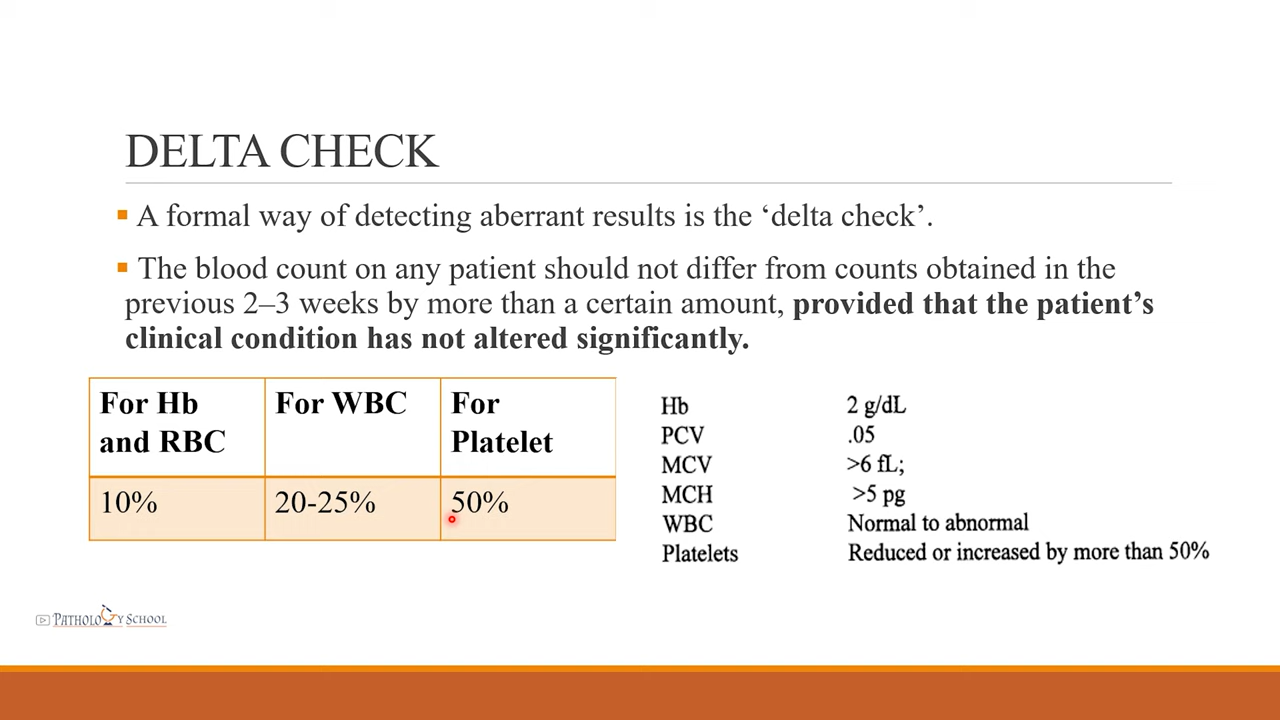 DELTA CHECK
▪ A formal way of detecting aberrant results is the ‘delta check’.
▪ The blood count on any patient should not differ from counts obtained in the
previous 2–3 weeks by more than a certain amount, provided that the patient’s
clinical condition has not altered significantly.
For Hb and RBC
For WBC
For Platelet
10%
20-25%
50%
Hb 2 g/dL
PCV .05
MCV >6 fL;
MCH >5 pg
WBC Normal to abnormal
Platelets Reduced or increased by more than 50%
PATHOLOGY SCHOOL